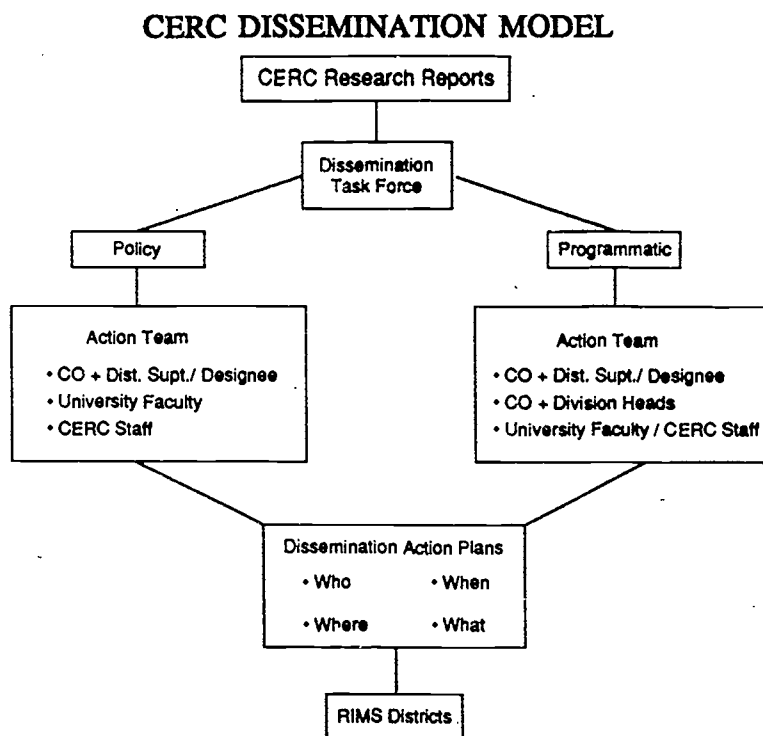 CERC DISSEMINATION MODEL
CERC Research Reports
Dissemination
Task Force
Policy
Programmatic
Action Team
• CO + Dist. Supt./ Designee
• University Faculty
• CERC Staff
Action Team
• CO + Dist. Supt./ Designee
• CO + Division Heads
• University Faculty / CERC Staff
Dissemination Action Plans
• Who
• When
• Where
• What
RIMS Districts